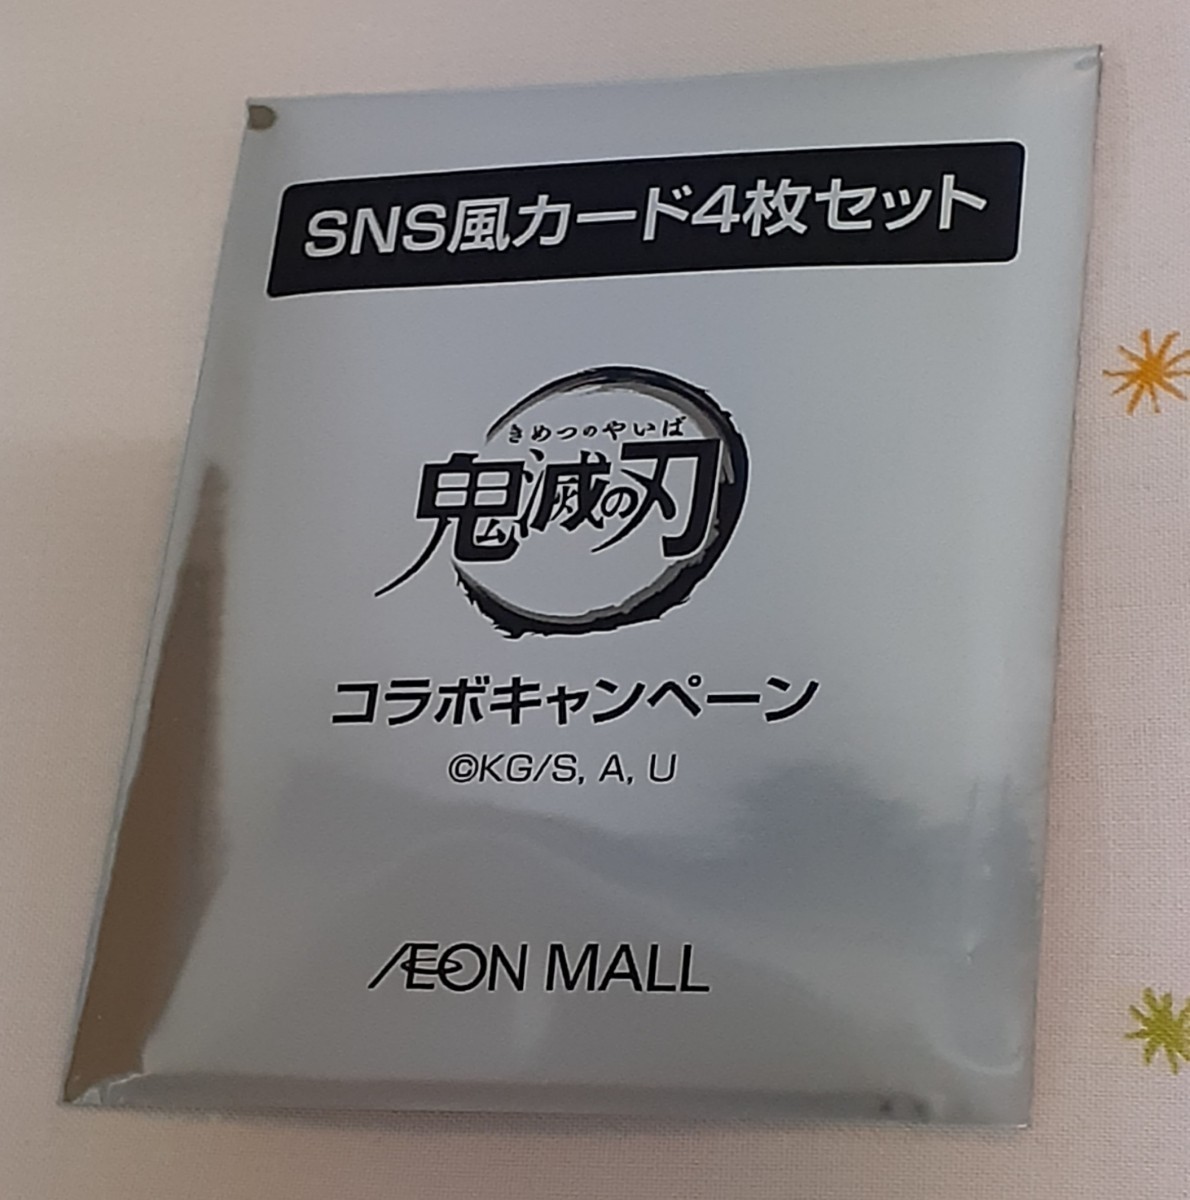 SNS風カード4枚セット
きめつのやいば
鬼滅の刃
コラボキャンペーン
©KG/S, A, U
ÆON MALL